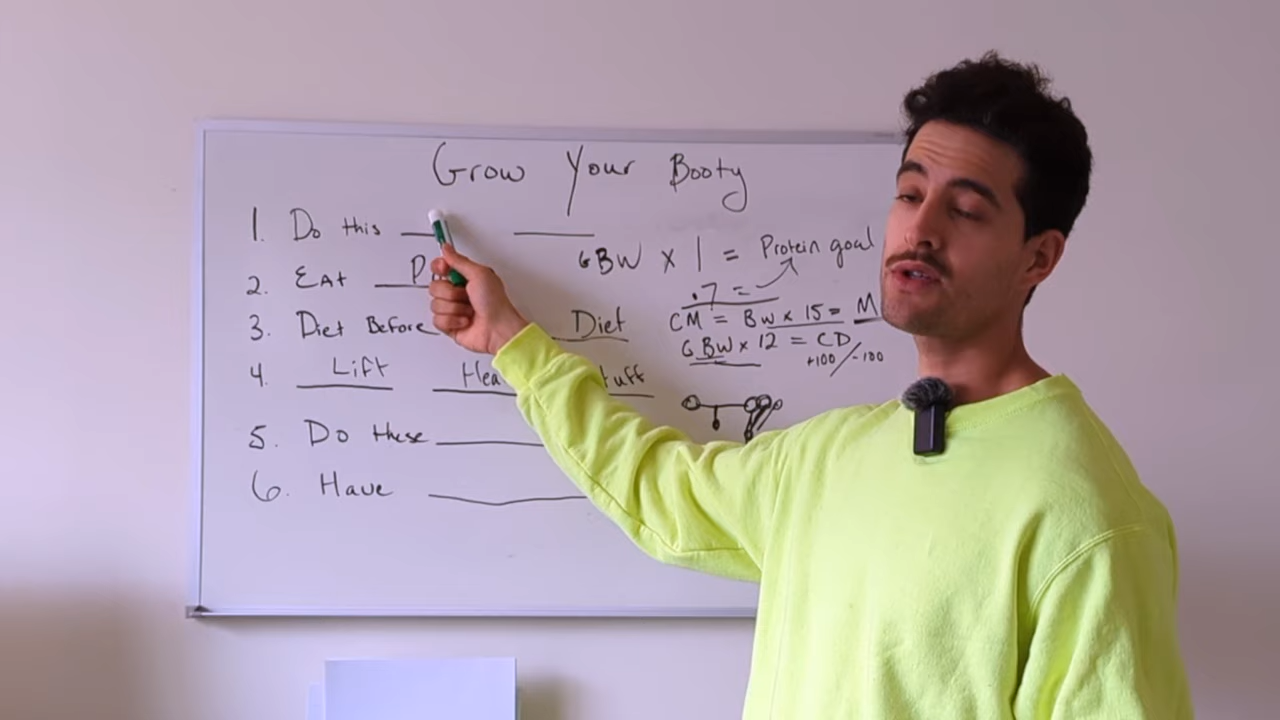 Grow Your Booty
1. Do this
2. Eat
3. Diet Before Diet
4. Lift
5. Do these
6. Have
GBW x 1 = Protein goal
.7 =
CM = BW x 15 = M
GBW x 12 = CD
+100/-100